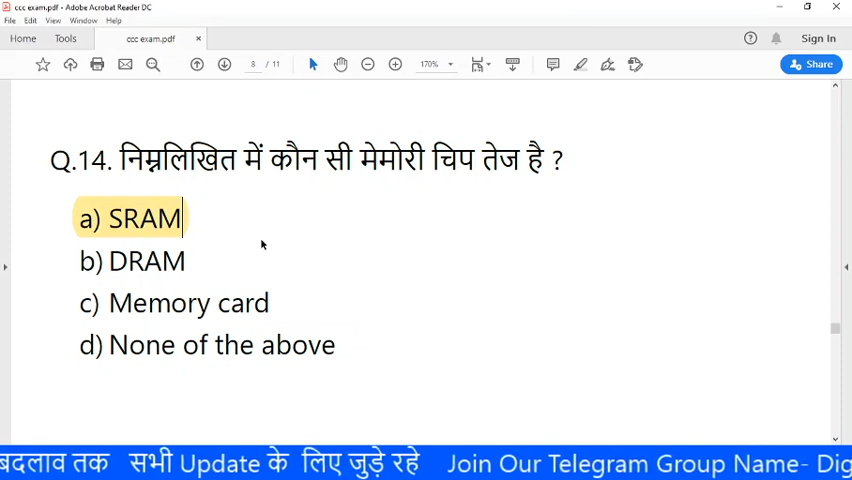 ccc exam.pdf - Adobe Acrobat Reader DC
File Edit View Window Help
Home Tools ccc exam.pdf × Sign In
8 / 11 170% Share
Q.14. निम्नलिखित में कौन सी मेमोरी चिप तेज है ?
a) SRAM
b) DRAM
c) Memory card
d) None of the above
बदलाव तक सभी Update के लिए जुड़े रहे Join Our Telegram Group Name- Dig